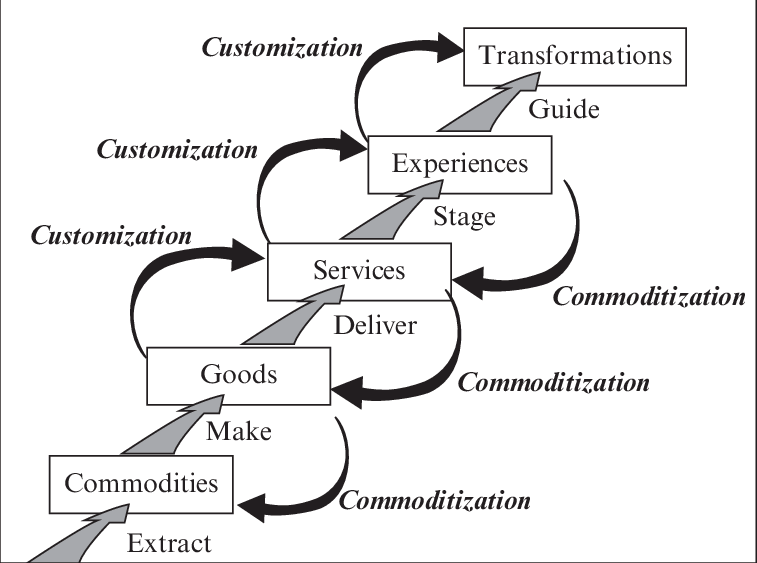 Customization
Transformations
Guide
Customization
Experiences
Stage
Customization
Services
Commoditization
Deliver
Goods
Commoditization
Make
Commodities
Commoditization
Extract